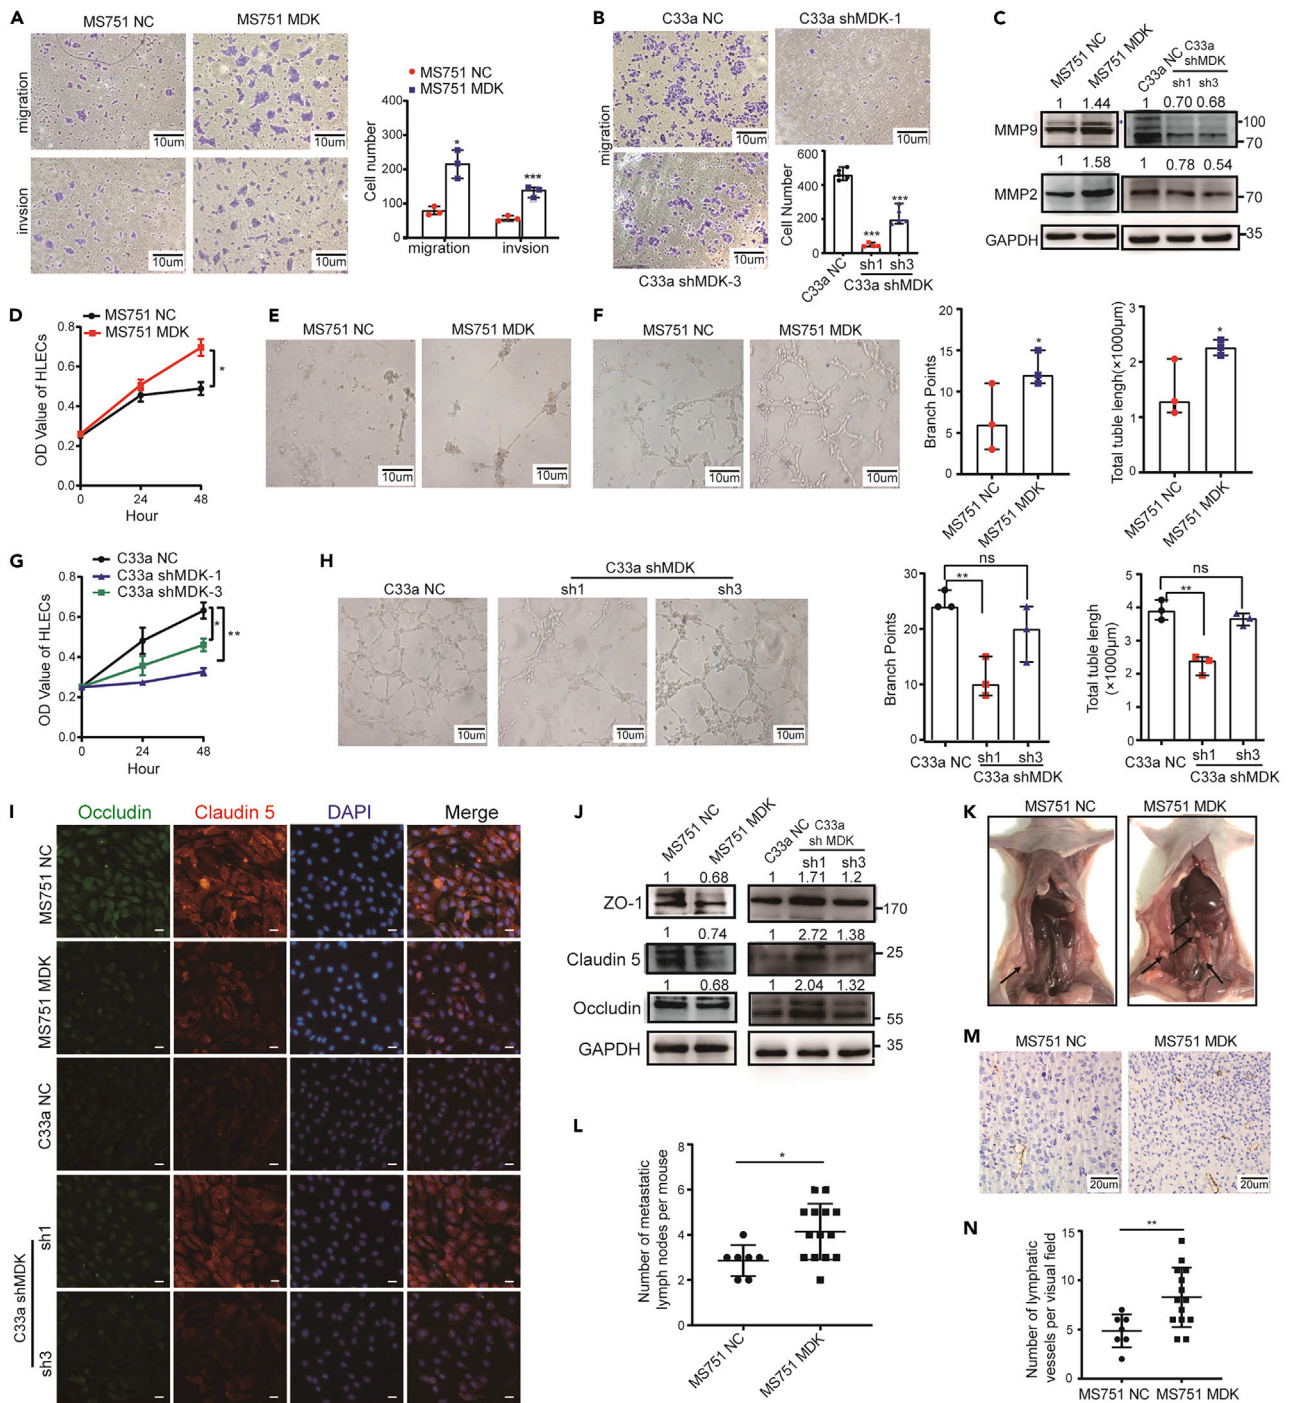 A
MS751 NC
MS751 MDK
migration
10um
10um
invsion
10um
10um
MS751 NC
MS751 MDK
Cell number
400
300
200
100
0
*
***
migration
invsion
B
C33a NC
C33a shMDK-1
migration
10um
10um
10um
C33a shMDK-3
Cell Number
600
400
200
0
***
***
C33a NC
sh1 sh3
C33a shMDK
C
MS751 NC
MS751 MDK
C33a NC
C33a
shMDK
sh1 sh3
1 1.44 1 0.70 0.68
MMP9
100
70
1 1.58 1 0.78 0.54
MMP2
70
GAPDH
35
D
MS751 NC
MS751 MDK
OD Value of HLECs
0.8
0.6
0.4
0.2
0.0
*
0 24 48
Hour
E
MS751 NC
MS751 MDK
10um
10um
F
MS751 NC
MS751 MDK
10um
10um
Branch Points
20
15
10
5
0
*
MS751 NC
MS751 MDK
Total tuble lengh(×1000μm)
3
2
1
0
*
MS751 NC
MS751 MDK
G
C33a NC
C33a shMDK-1
C33a shMDK-3
OD Value of HLECs
0.8
0.6
0.4
0.2
0.0
*
**
0 24 48
Hour
H
C33a NC
C33a shMDK
sh1
sh3
10um
10um
10um
Branch Points
30
20
10
0
ns
**
C33a NC
sh1 sh3
C33a shMDK
Total tuble lengh
(×1000μm)
5
4
3
2
1
0
ns
**
C33a NC
sh1 sh3
C33a shMDK
I
Occludin
Claudin 5
DAPI
Merge
MS751 NC
MS751 MDK
C33a NC
C33a shMDK
sh1
sh3
J
MS751 NC
MS751 MDK
C33a NC
C33a
sh MDK
sh1 sh3
1 0.68 1 1.71 1.2
ZO-1
170
1 0.74 1 2.72 1.38
Claudin 5
25
1 0.68 1 2.04 1.32
Occludin
55
GAPDH
35
K
MS751 NC
MS751 MDK
L
Number of metastatic
lymph nodes per mouse
8
6
4
2
0
*
MS751 NC
MS751 MDK
M
MS751 NC
MS751 MDK
20um
20um
N
Number of lymphatic
vessels per visual field
15
10
5
0
**
MS751 NC MS751 MDK